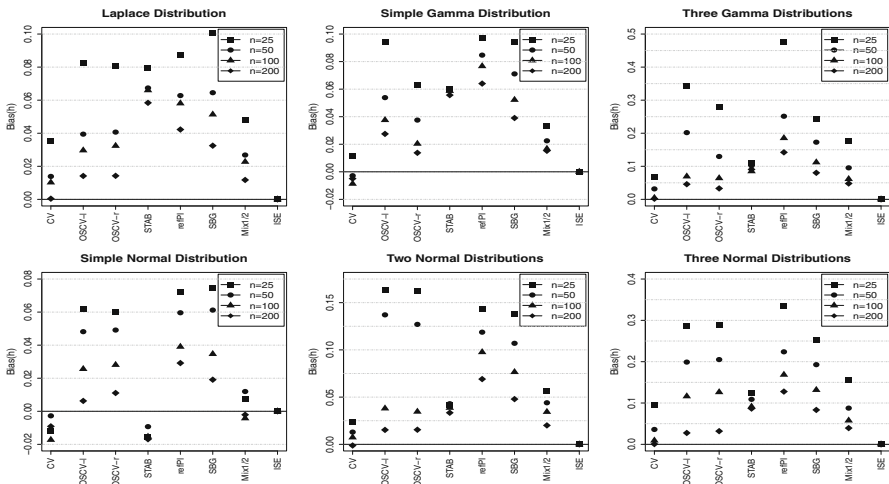 Laplace Distribution
Bias(h)
0.00
0.02
0.04
0.06
0.08
0.10
n=25
n=50
n=100
n=200
CV
OSCV-l
OSCV-r
STAB
refPI
SBG
Mix1/2
ISE
Simple Gamma Distribution
Bias(h)
-0.02
0.00
0.02
0.04
0.06
0.08
0.10
n=25
n=50
n=100
n=200
CV
OSCV-l
OSCV-r
STAB
refPI
SBG
Mix1/2
ISE
Three Gamma Distributions
Bias(h)
0.0
0.1
0.2
0.3
0.4
0.5
n=25
n=50
n=100
n=200
CV
OSCV-l
OSCV-r
STAB
refPI
SBG
Mix1/2
ISE
Simple Normal Distribution
Bias(h)
-0.02
0.00
0.02
0.04
0.06
0.08
n=25
n=50
n=100
n=200
CV
OSCV-l
OSCV-r
STAB
refPI
SBG
Mix1/2
ISE
Two Normal Distributions
Bias(h)
0.00
0.05
0.10
0.15
n=25
n=50
n=100
n=200
CV
OSCV-l
OSCV-r
STAB
refPI
SBG
Mix1/2
ISE
Three Normal Distributions
Bias(h)
0.0
0.1
0.2
0.3
0.4
n=25
n=50
n=100
n=200
CV
OSCV-l
OSCV-r
STAB
refPI
SBG
Mix1/2
ISE